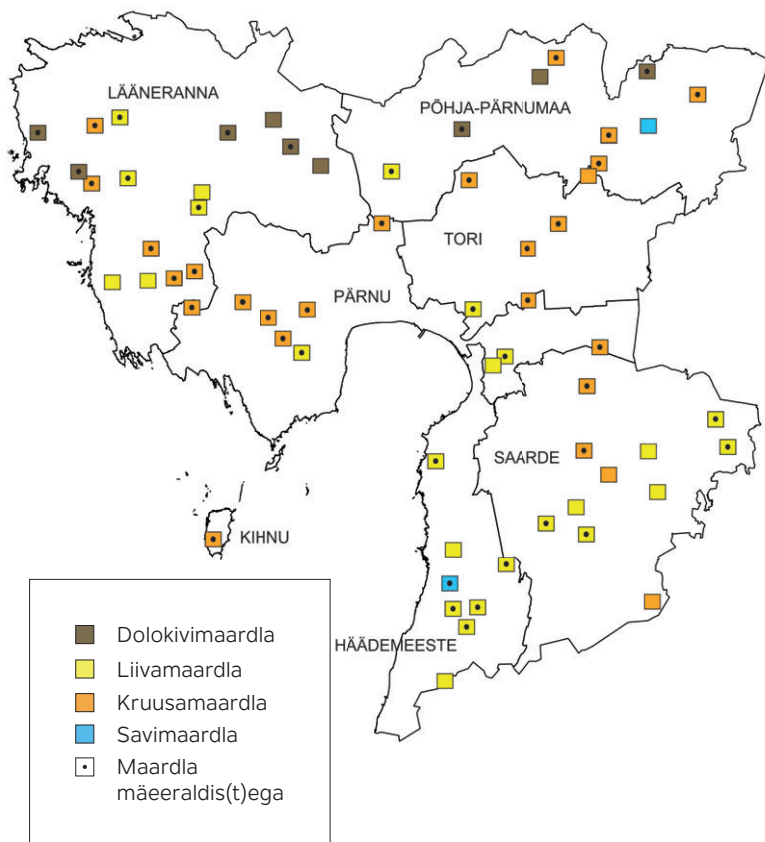 LÄÄNERANNA
PÕHJA-PÄRNUMAA
TORI
PÄRNU
SAARDE
KIHNU
HÄÄDEMEESTE
Dolokivimaardla
Liivamaardla
Kruusamaardla
Savimaardla
Maardla
mäeeraldis(t)ega